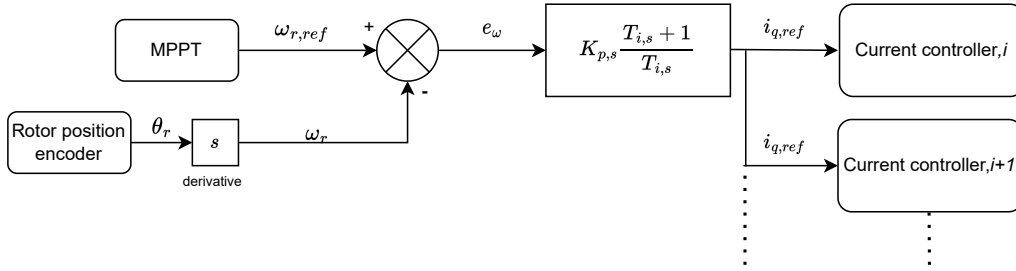 MPPT
ω_{r,ref}
+
-
e_ω
K_{p,s} \frac{T_{i,s} + 1}{T_{i,s}}
i_{q,ref}
Current controller,i
Rotor position
encoder
θ_r
s
derivative
ω_r
i_{q,ref}
Current controller,i+1